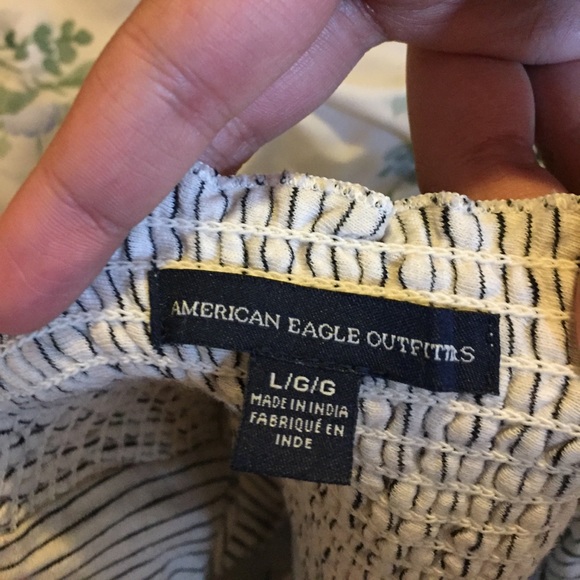 AMERICAN EAGLE OUTFITTERS
L/G/G
MADE IN INDIA
FABRIQUÉ EN
INDE